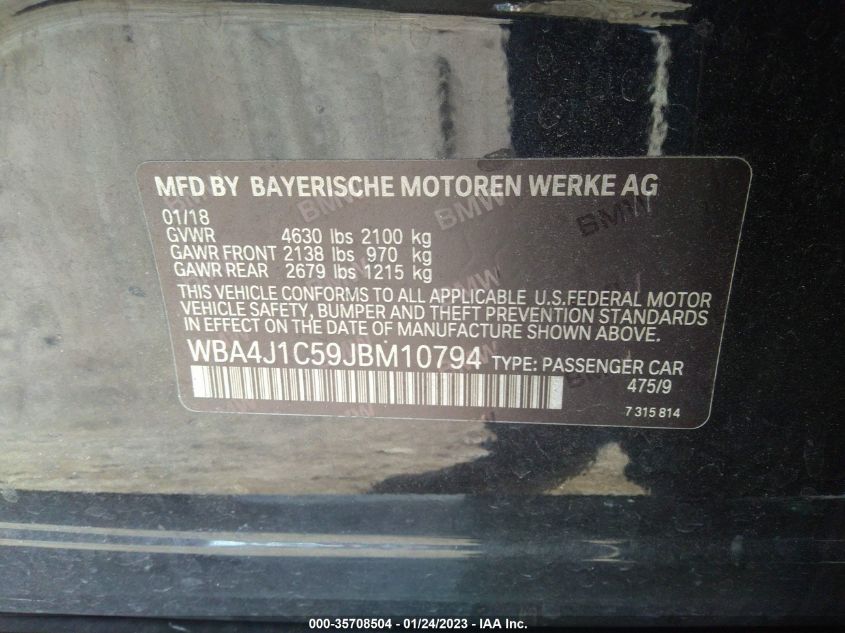 MFD BY BAYERISCHE MOTOREN WERKE AG
01/18
GVWR 4630 lbs 2100 kg
GAWR FRONT 2138 lbs 970 kg
GAWR REAR 2679 lbs 1215 kg
THIS VEHICLE CONFORMS TO ALL APPLICABLE U.S.FEDERAL MOTOR
VEHICLE SAFETY, BUMPER AND THEFT PREVENTION STANDARDS
IN EFFECT ON THE DATE OF MANUFACTURE SHOWN ABOVE.
WBA4J1C59JBM10794 TYPE: PASSENGER CAR
475/9
7 315 814
000-35708504 - 01/24/2023 - IAA Inc.